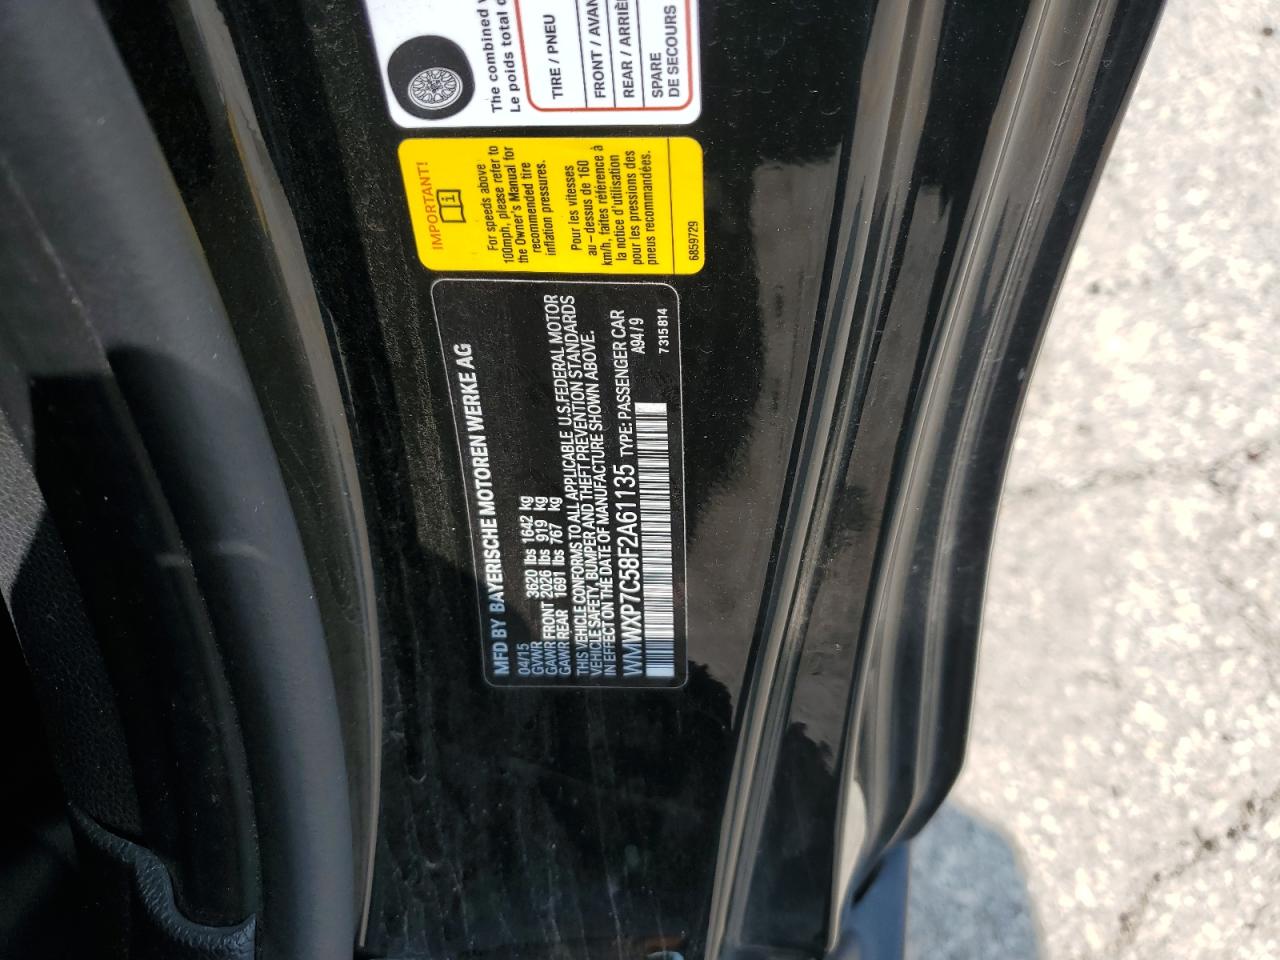 The combined
Le poids total
TIRE / PNEU
FRONT /
REAR /
SPARE
DE SECOURS
IMPORTANT!
i
For speeds above
100mph, please refer to
the Owner's Manual for
recommended tire
inflation pressures.
Pour les vitesses
au-dessus de 160
km/h, faites référence à
la notice d'utilisation
pour les pressions des
pneus recommandées.
6859729
MFD BY BAYERISCHE MOTOREN WERKE AG
04/15
GVWR 3620 lbs 1642 kg
GAWR FRONT 2026 lbs 919 kg
GAWR REAR 1691 lbs 767 kg
THIS VEHICLE CONFORMS TO ALL APPLICABLE U.S. FEDERAL MOTOR
VEHICLE SAFETY, BUMPER AND THEFT PREVENTION STANDARDS
IN EFFECT ON THE DATE OF MANUFACTURE SHOWN ABOVE.
WMWXP7C58F2A61135 TYPE: PASSENGER CAR
A94/9
7315814